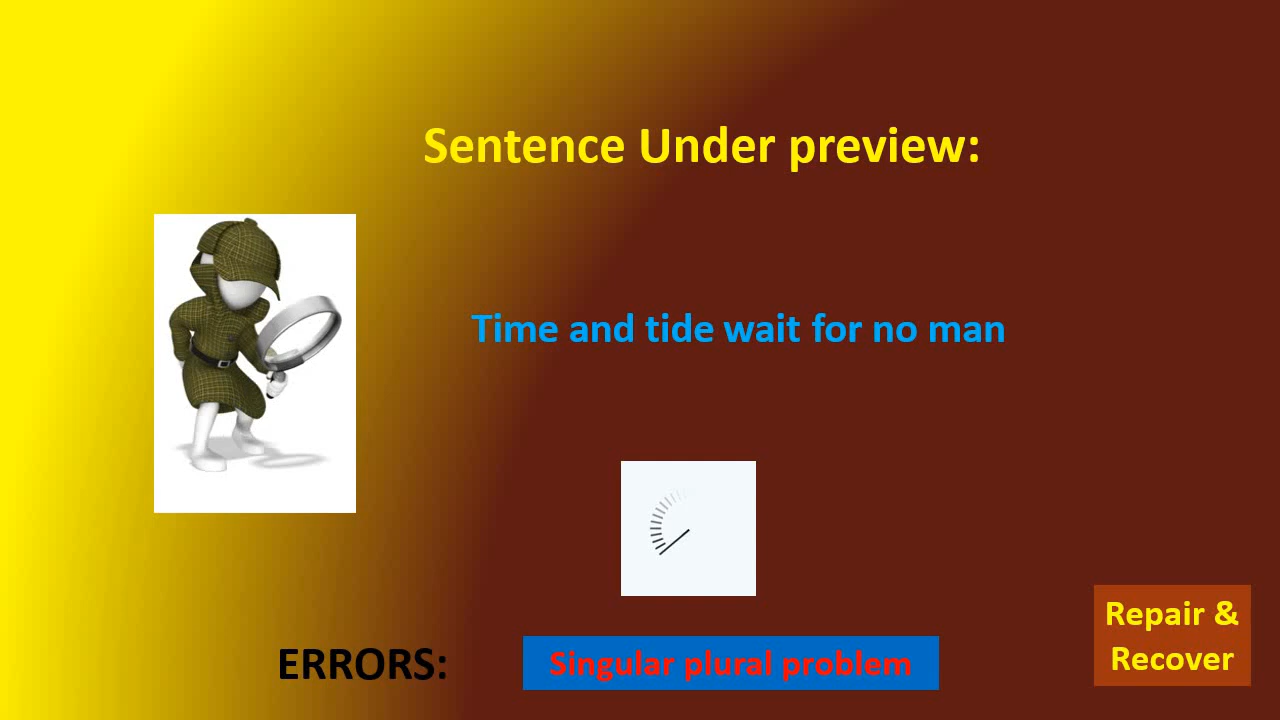 Sentence Under preview:
Time and tide wait for no man
ERRORS:
Singular plural problem
Repair &
Recover